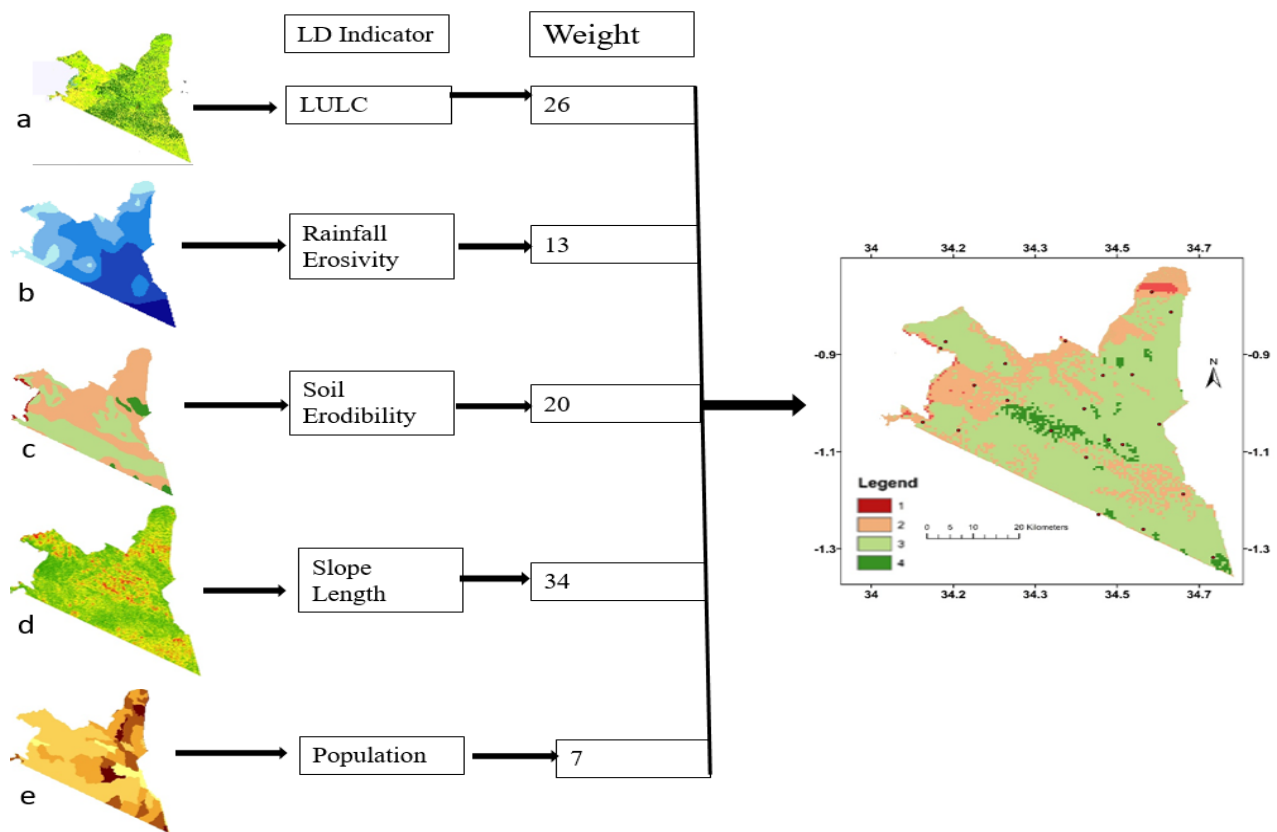 LD Indicator
Weight
a
LULC
26
b
Rainfall
Erosivity
13
c
Soil
Erodibility
20
d
Slope
Length
34
e
Population
7
34 34.2 34.3 34.5 34.7
-0.9 -0.9
N
-1.1 -1.1
Legend
1
2
3
4
0 5 10 20 Kilometers
-1.3 -1.3
34 34.2 34.3 34.5 34.7